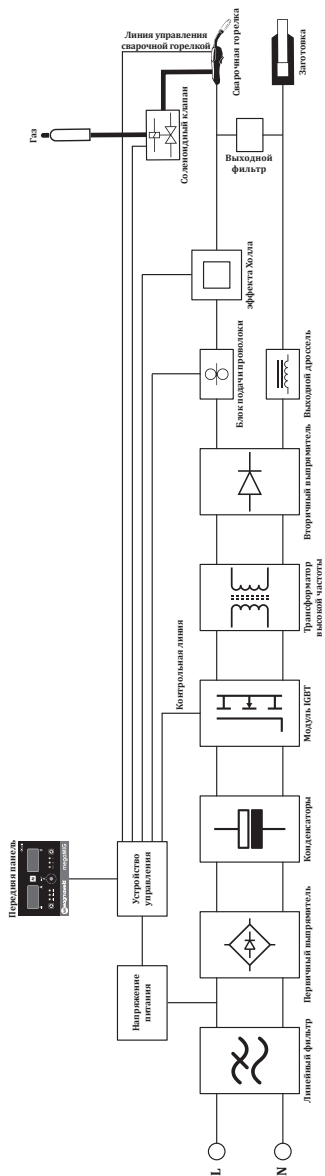 Передняя панель
magmaweld
megaMIG
Напряжение
питания
Устройство
управления
Контрольная линия
Газ
Линия управления
сварочной горелкой
Соленоидный клапан
Сварочная горелка
Заготовка
Выходной
фильтр
эффекта Холла
Блок подачи проволоки
Выходной дроссель
Вторичный выпрямитель
Трансформатор
высокой частоты
Модуль IGBT
Конденсаторы
Первичный выпрямитель
Линейный фильтр
L
N